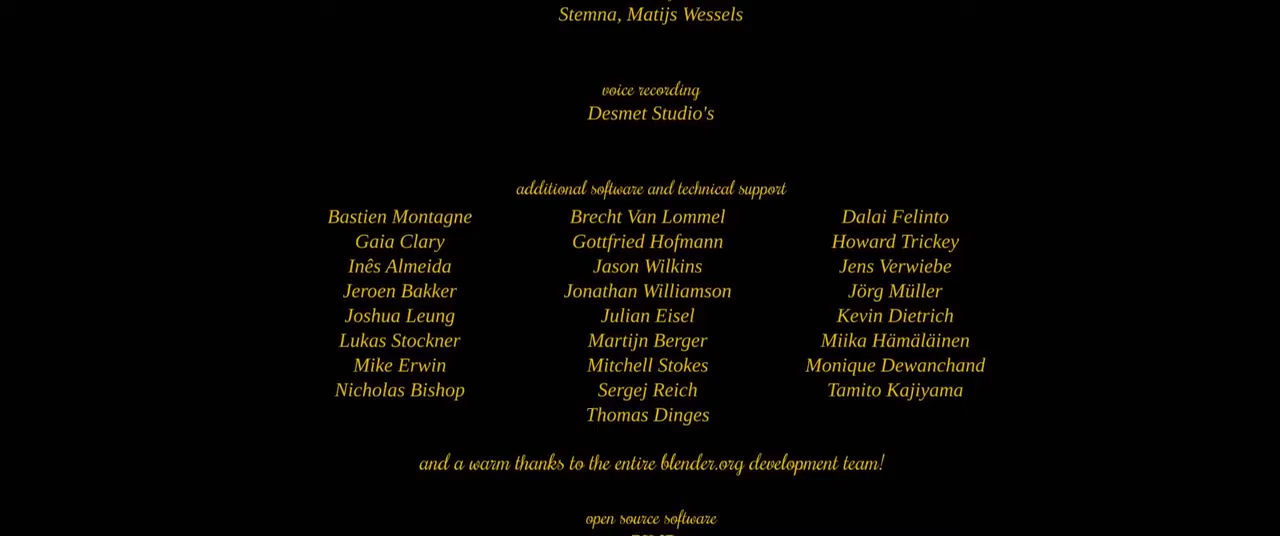 Stemna, Matijs Wessels
voice recording
Desmet Studio's
additional software and technical support
Bastien Montagne Brecht Van Lommel Dalai Felinto
Gaia Clary Gottfried Hofmann Howard Trickey
Inês Almeida Jason Wilkins Jens Verwiebe
Jeroen Bakker Jonathan Williamson Jörg Müller
Joshua Leung Julian Eisel Kevin Dietrich
Lukas Stockner Martijn Berger Miika Hämäläinen
Mike Erwin Mitchell Stokes Monique Dewanchand
Nicholas Bishop Sergej Reich Tamito Kajiyama
Thomas Dinges
and a warm thanks to the entire blender.org development team!
open source software